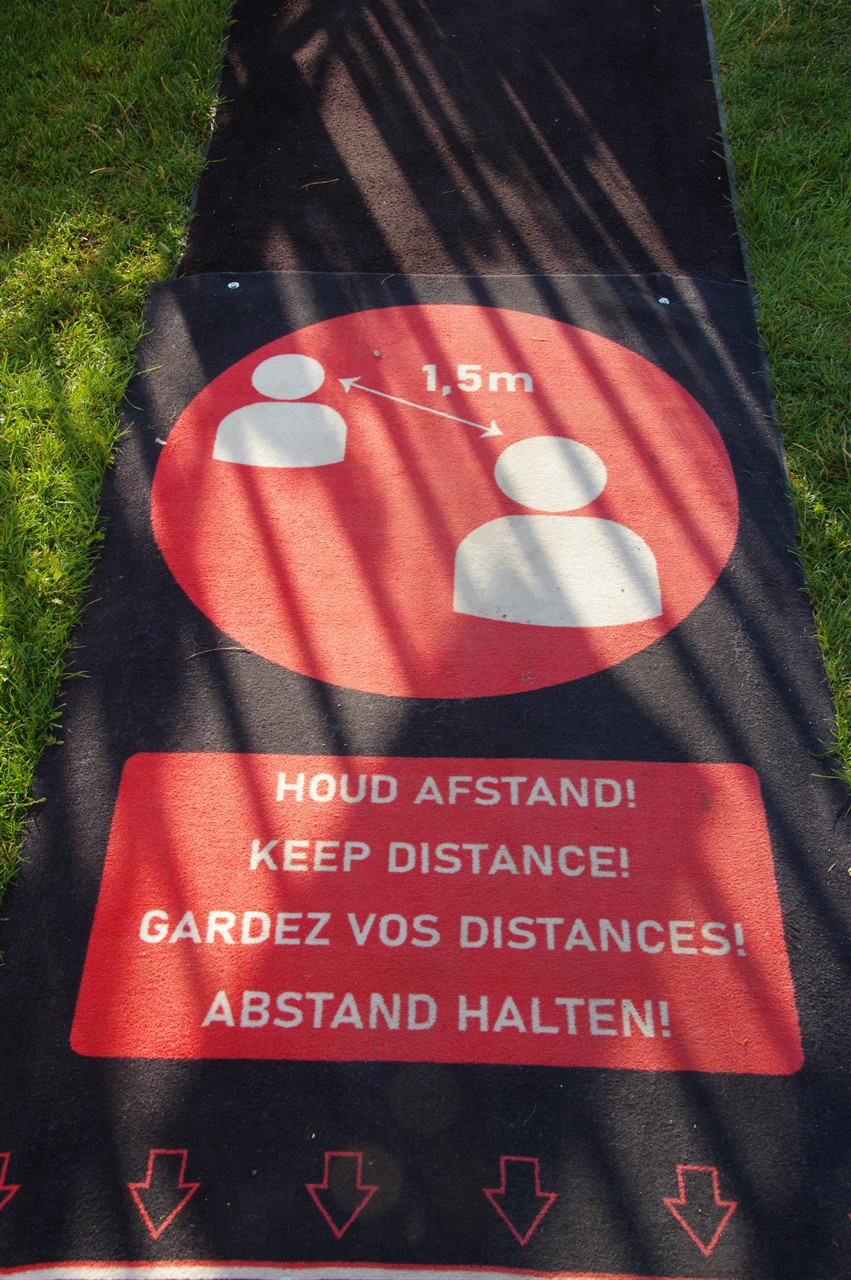 1,5m
HOUD AFSTAND!
KEEP DISTANCE!
GARDEZ VOS DISTANCES!
ABSTAND HALTEN!